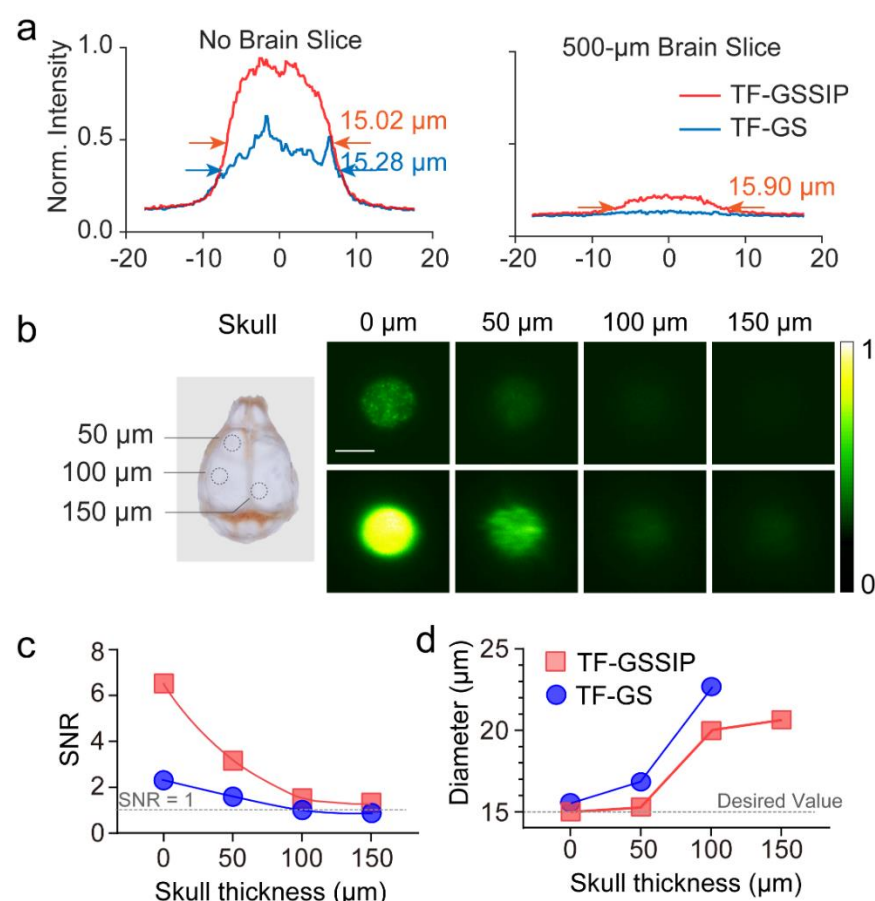 a
No Brain Slice
500-µm Brain Slice
TF-GSSIP
TF-GS
Norm. Intensity
1.0
0.5
0.0
15.02 µm
15.28 µm
15.90 µm
-20 -10 0 10 20
-20 -10 0 10 20
b
Skull
0 µm 50 µm 100 µm 150 µm
50 µm
100 µm
150 µm
1
0
c
SNR
8
6
4
2
0
SNR = 1
0 50 100 150
Skull thickness (µm)
d
Diameter (µm)
25
20
15
TF-GSSIP
TF-GS
Desired Value
0 50 100 150
Skull thickness (µm)